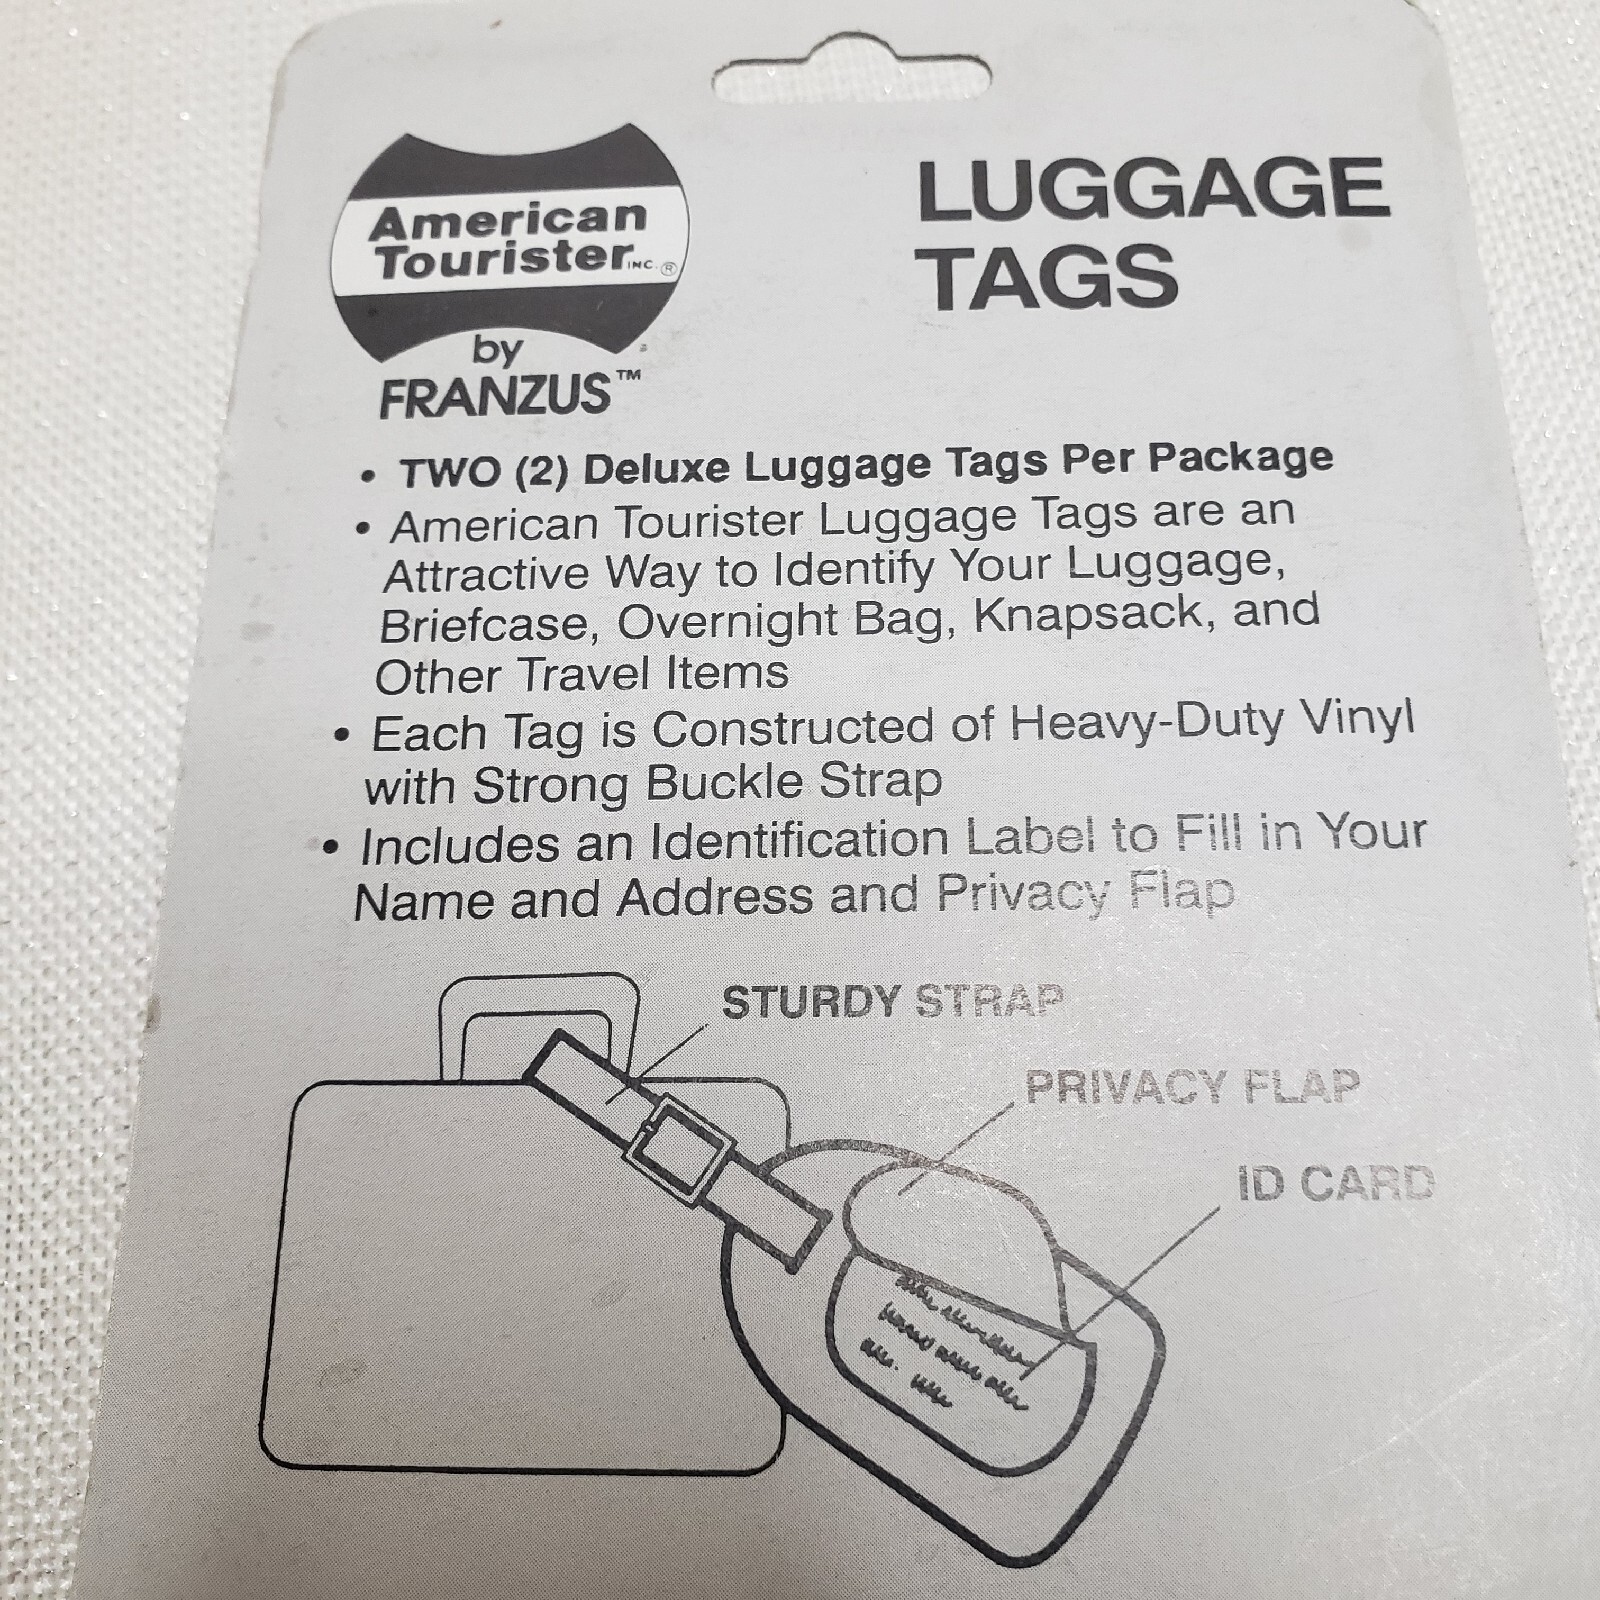 American
Tourister INC.®
by
FRANZUS™
LUGGAGE
TAGS
• TWO (2) Deluxe Luggage Tags Per Package
• American Tourister Luggage Tags are an
Attractive Way to Identify Your Luggage,
Briefcase, Overnight Bag, Knapsack, and
Other Travel Items
• Each Tag is Constructed of Heavy-Duty Vinyl
with Strong Buckle Strap
• Includes an Identification Label to Fill in Your
Name and Address and Privacy Flap
STURDY STRAP
PRIVACY FLAP
ID CARD